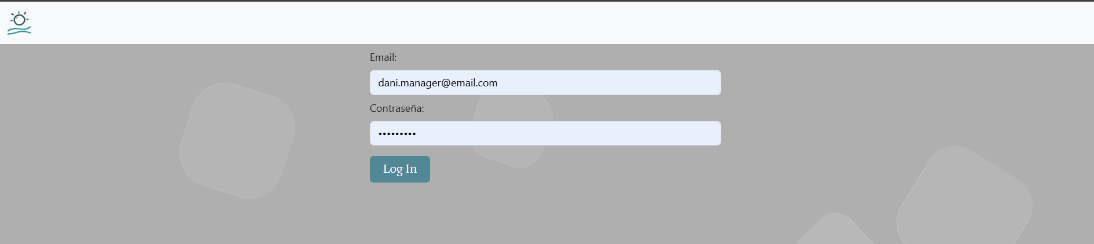 Email:
dani.manager@email.com
Contraseña:
•••••••••
Log In